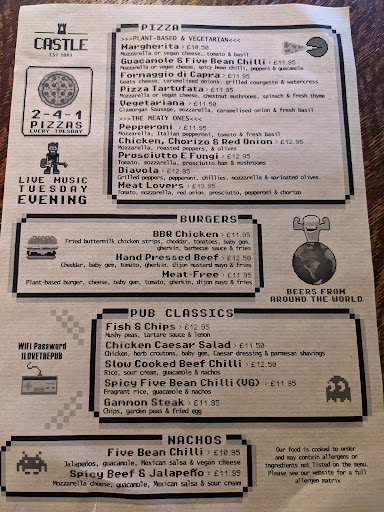 CASTLE
EST 1881
2-4-1
PIZZAS
EVERY TUESDAY
LIVE MUSIC
TUESDAY
EVENING
PIZZA
>>>PLANT-BASED & VEGETARIAN<<<
Margherita > £10.50
Mozzarella or vegan cheese, tomato & basil
Guacanole & Five Bean Chilli > £11.95
Mozzarella or vegan cheese, spicy bean chilli, peppers & guacamole
Fornaggio di Capra > £11.95
Goats cheese, caramelised onions, grilled courgette & watercress
Pizza Tartufata > £11.95
Mozzarella or vegan cheese, chestnut mushrooms, spinach & fresh thyme
Vegetariana > £11.50
Glamorgan Sausage, mozzarella, caramelised onion & fresh basil
>>>THE MEATY ONES<<<
Pepperoni > £11.95
Mozzarella, Italian pepperoni, tomato & fresh basil
Chicken, Chorizo & Red Onion > £12.95
Mozzarella, roasted peppers, & olives
Prosciutto E Fungi > £12.95
Tomato, mozzarella, prosciutto ham & mushrooms
Diavola > £12.95
Grilled peppers, pepperoni, chillies, mozzarella & marinated olives
Meat Lovers > £13.95
Tomato, mozzarella, red onion, prosciutto, pepperoni & chorizo
BURGERS
BBQ Chicken > £11.95
Fried buttermilk chicken strips, cheddar, tomatoes, baby gem,
gherkin, barbecue sauce & fries
Hand Pressed Beef > £12.50
Cheddar, baby gem, tomato, gherkin, dijon mustard mayo & fries
Meat-Free > £11.95
Plant-based burger, cheese, baby gem, tomato, gherkin, dijon mayo & fries
BEERS FROM
AROUND THE WORLD
PUB CLASSICS
Fish & Chips > £12.95
Mushy peas, tartare sauce & lemon
Chicken Caesar Salad > £11.50
Chicken, herb croutons, baby gem, Caesar dressing & parmesan shavings
Slow Cooked Beef Chilli > £12.50
Rice, sour cream, guacamole & nachos
Spicy Five Bean Chilli (VG) > £11.95
Fragrant rice, guacamole & nachos
Gammon Steak > £11.95
Chips, garden peas & fried egg
WiFi Password
ILOVETHEPUB
NACHOS
Five Bean Chilli > £10.95
Jalapeños, guacamole, Mexican salsa & vegan cheese
Spicy Beef & Jalapeño > £11.95
Mozzarella cheese, guacamole, Mexican salsa & sour cream
Our food is cooked to order
and may contain allergens or
ingredients not listed on the menu.
Please see our website for a full
allergen matrix